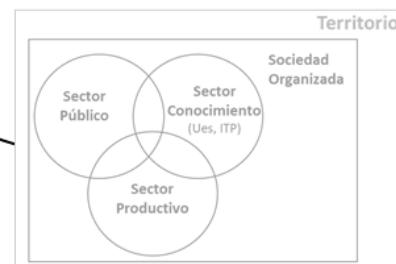 Territorio
Sociedad
Organizada
Sector
Público
Sector
Conocimiento
(Ues, ITP)
Sector
Productivo